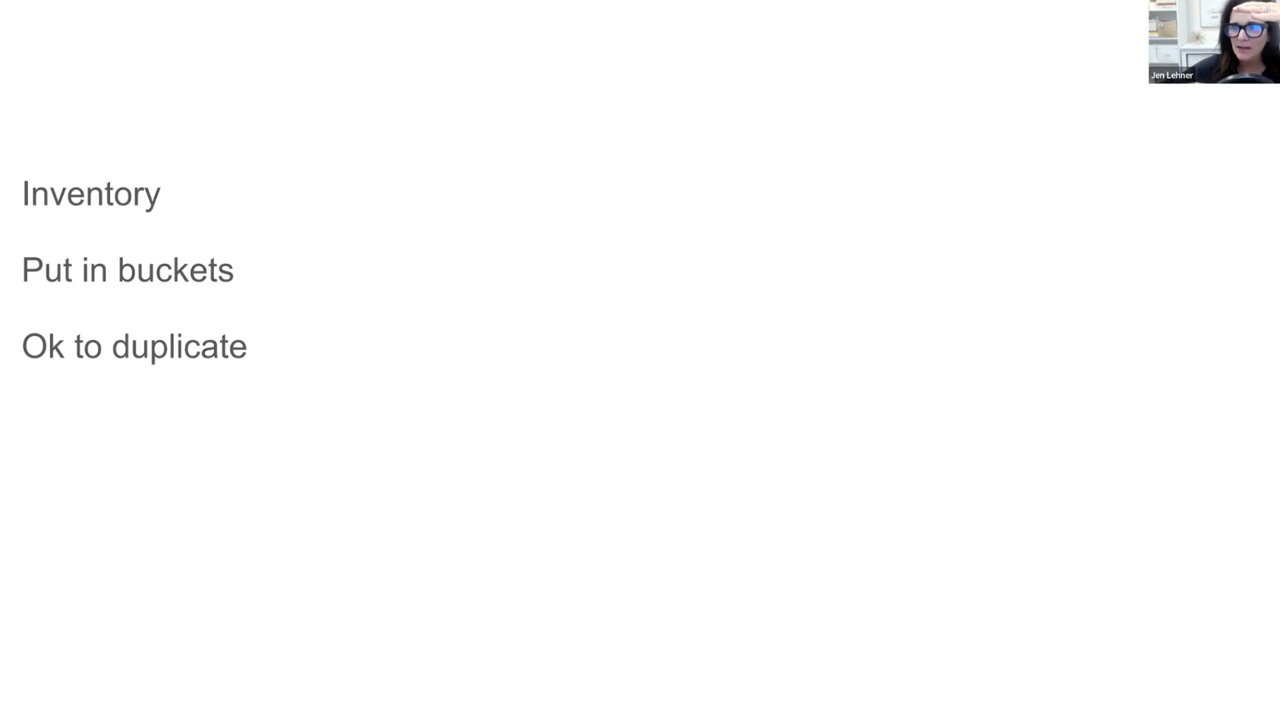 Jen Lehner
Inventory
Put in buckets
Ok to duplicate